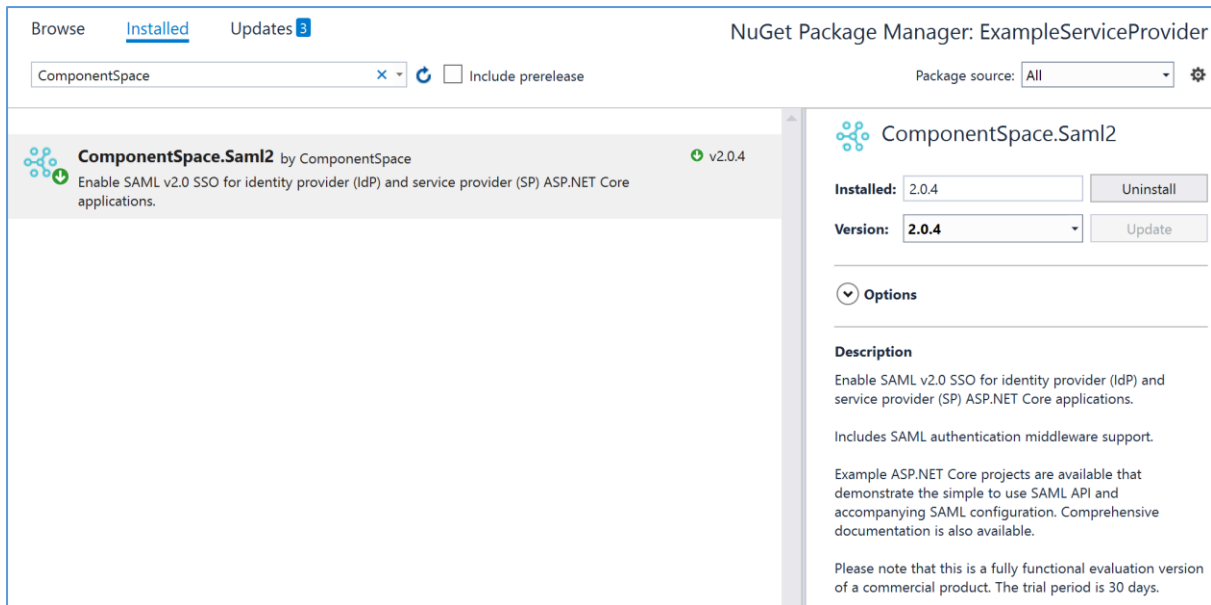 Browse Installed Updates 3
NuGet Package Manager: ExampleServiceProvider
ComponentSpace Include prerelease
Package source: All
ComponentSpace.Saml2 by ComponentSpace v2.0.4
Enable SAML v2.0 SSO for identity provider (IdP) and service provider (SP) ASP.NET Core
applications.
ComponentSpace.Saml2
Installed: 2.0.4 Uninstall
Version: 2.0.4 Update
Options
Description
Enable SAML v2.0 SSO for identity provider (IdP) and
service provider (SP) ASP.NET Core applications.
Includes SAML authentication middleware support.
Example ASP.NET Core projects are available that
demonstrate the simple to use SAML API and
accompanying SAML configuration. Comprehensive
documentation is also available.
Please note that this is a fully functional evaluation version
of a commercial product. The trial period is 30 days.